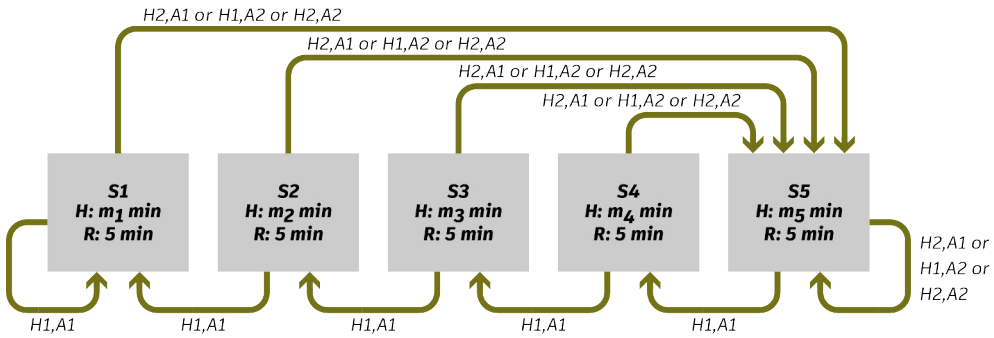 H2,A1 or H1,A2 or H2,A2
H2,A1 or H1,A2 or H2,A2
H2,A1 or H1,A2 or H2,A2
H2,A1 or H1,A2 or H2,A2
S1
H: m1 min
R: 5 min
S2
H: m2 min
R: 5 min
S3
H: m3 min
R: 5 min
S4
H: m4 min
R: 5 min
S5
H: m5 min
R: 5 min
H2,A1 or
H1,A2 or
H2,A2
H1,A1
H1,A1
H1,A1
H1,A1
H1,A1